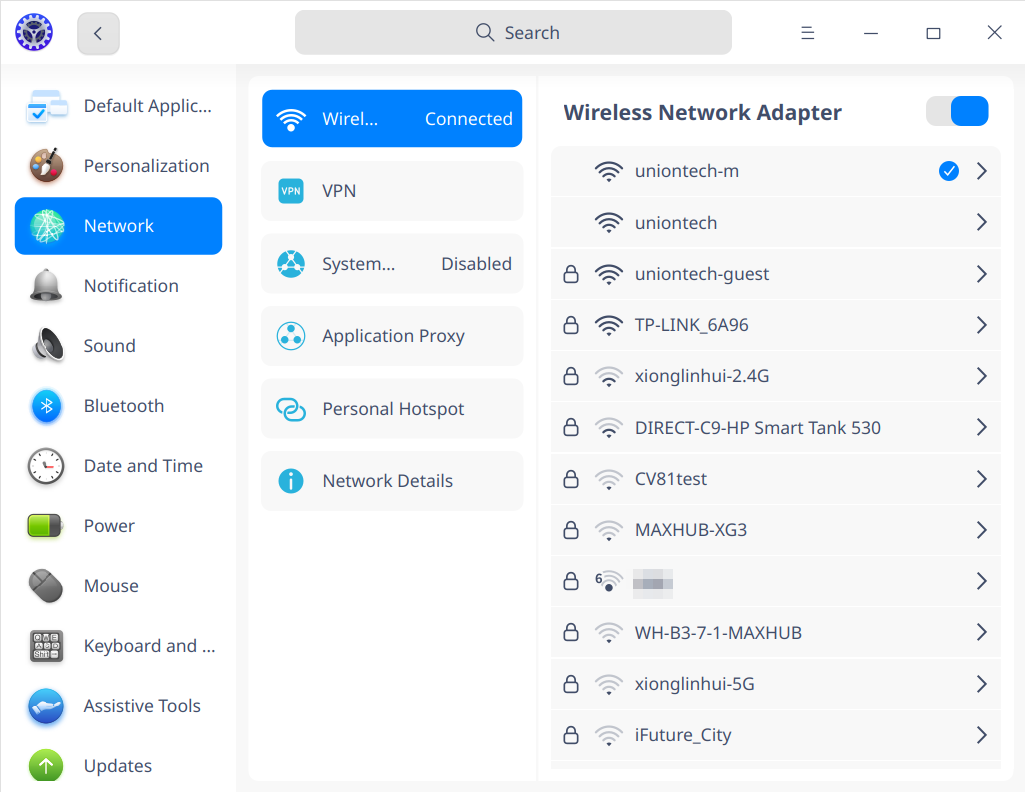 Search
Default Applic...
Personalization
Network
Notification
Sound
Bluetooth
Date and Time
Power
Mouse
Keyboard and ...
Assistive Tools
Updates
Wirel... Connected
VPN VPN
System... Disabled
Application Proxy
Personal Hotspot
Network Details
Wireless Network Adapter
uniontech-m
uniontech
uniontech-guest
TP-LINK_6A96
xionglinhui-2.4G
DIRECT-C9-HP Smart Tank 530
CV81test
MAXHUB-XG3
6
WH-B3-7-1-MAXHUB
xionglinhui-5G
iFuture_City